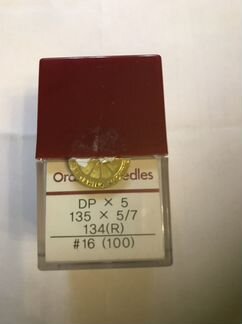 DP × 5
135 × 5/7
134(R)
#16 (100)